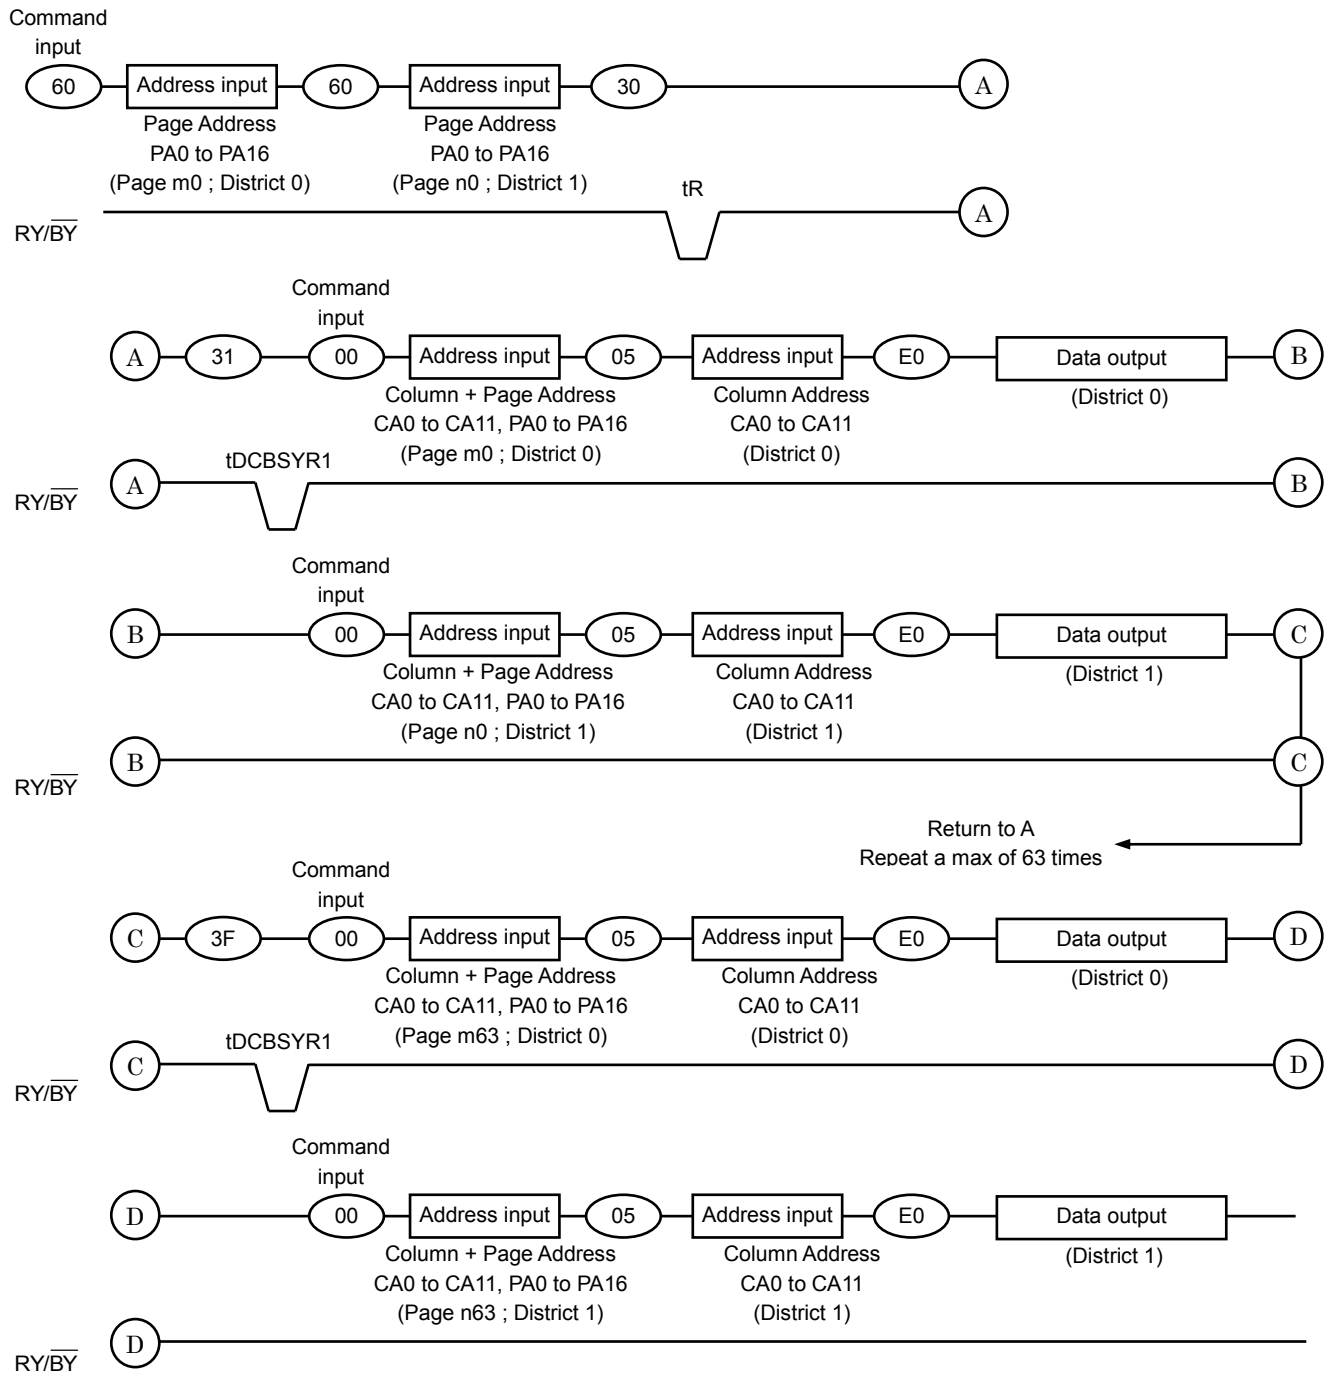 Command
input
60 Address input 60 Address input 30 A
Page Address Page Address
PA0 to PA16 PA0 to PA16
(Page m0 ; District 0) (Page n0 ; District 1)
tR
RY/BY A
Command
input
A 31 00 Address input 05 Address input E0 Data output B
Column + Page Address Column Address (District 0)
CA0 to CA11, PA0 to PA16 CA0 to CA11
(Page m0 ; District 0) (District 0)
tDCBSYR1
RY/BY A B
Command
input
B 00 Address input 05 Address input E0 Data output C
Column + Page Address Column Address (District 1)
CA0 to CA11, PA0 to PA16 CA0 to CA11
(Page n0 ; District 1) (District 1)
RY/BY B C
Return to A
Repeat a max of 63 times
Command
input
C 3F 00 Address input 05 Address input E0 Data output D
Column + Page Address Column Address (District 0)
CA0 to CA11, PA0 to PA16 CA0 to CA11
(Page m63 ; District 0) (District 0)
tDCBSYR1
RY/BY C D
Command
input
D 00 Address input 05 Address input E0 Data output
Column + Page Address Column Address (District 1)
CA0 to CA11, PA0 to PA16 CA0 to CA11
(Page n63 ; District 1) (District 1)
RY/BY D